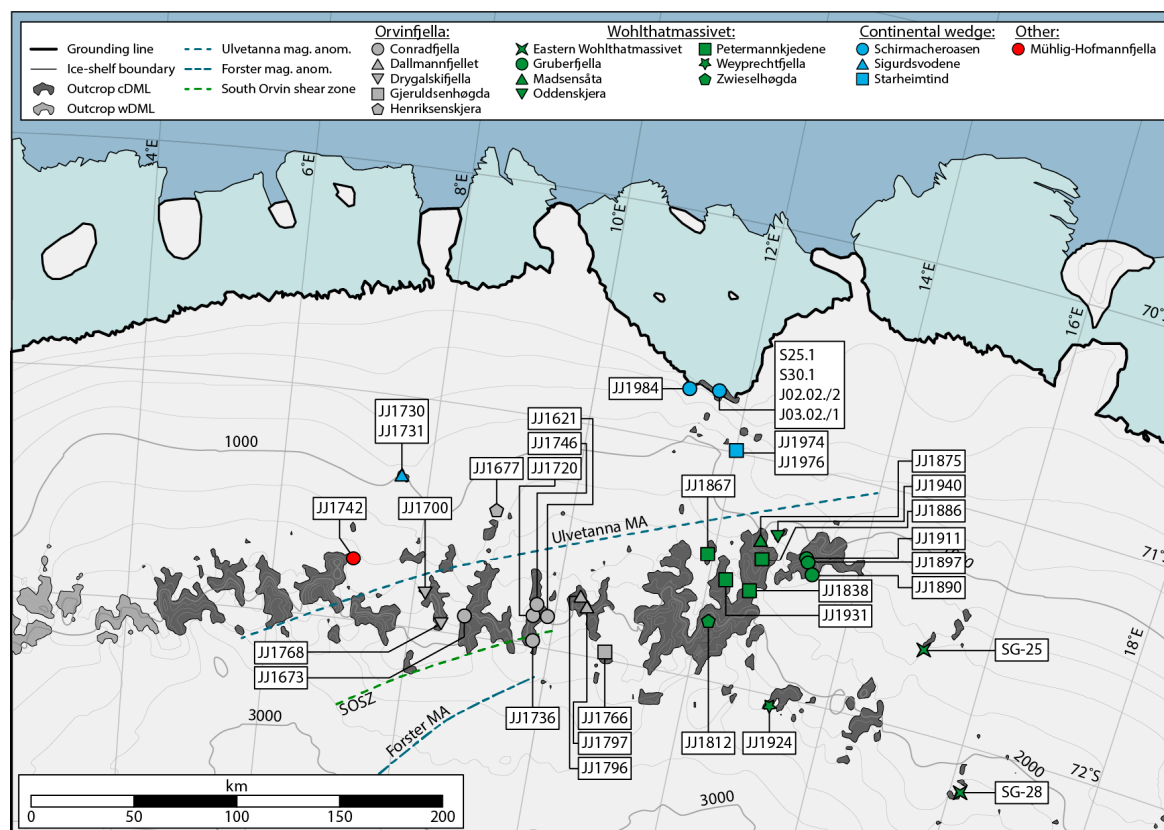 Orvinfjella:
Wohlthatmassivet:
Continental wedge:
Other:
Grounding line
Ice-shelf boundary
Outcrop cDML
Outcrop wDML
Ulvetanna mag. anom.
Forster mag. anom.
South Orvin shear zone
Conradfjella
Dallmannfjellet
Drygalskifjella
Gjeruldsenhøgda
Henriksenskjera
Eastern Wohlthatmassivet
Gruberfjella
Madsensåta
Oddenskjera
Petermannkjedene
Weyprechtfjella
Zwieselhøgda
Schirmacheroasen
Sigurdsvodene
Starheimtind
Mühlig-Hofmannfjella
4°E
6°E
8°E
10°E
12°E
14°E
16°E
18°E
71°
72°S
S25.1
S30.1
J02.02./2
J03.02./1
JJ1984
JJ1730
JJ1731
JJ1621
JJ1746
JJ1720
JJ1974
JJ1976
1000
JJ1677
JJ1867
JJ1875
JJ1940
JJ1886
JJ1911
JJ1897
JJ1890
JJ1742
JJ1700
Ulvetanna MA
JJ1838
JJ1931
JJ1768
JJ1673
SG-25
SOSZ
3000
Forster MA
JJ1736
JJ1766
JJ1797
JJ1796
JJ1812
JJ1924
2000
3000
SG-28
km
0
50
100
150
200